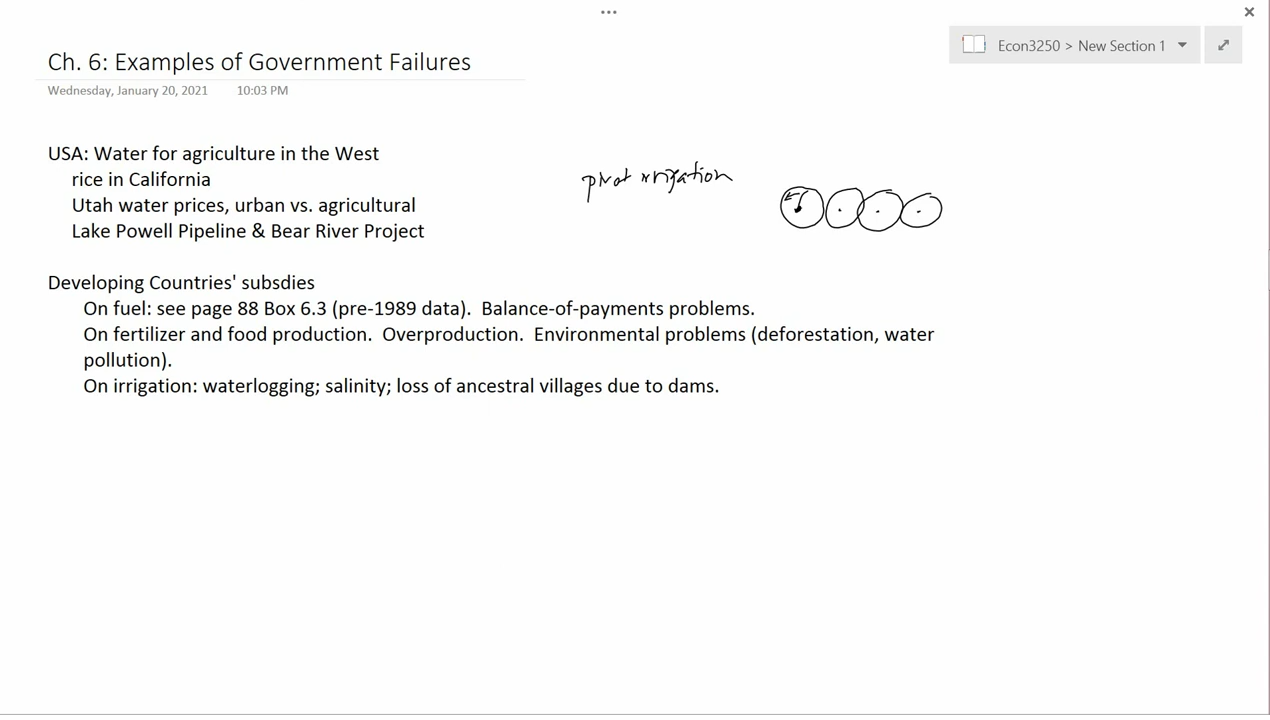 Econ3250 > New Section 1
Ch. 6: Examples of Government Failures
Wednesday, January 20, 2021 10:03 PM
USA: Water for agriculture in the West
rice in California
pivot irrigation
Utah water prices, urban vs. agricultural
Lake Powell Pipeline & Bear River Project
Developing Countries' subsdies
On fuel: see page 88 Box 6.3 (pre-1989 data). Balance-of-payments problems.
On fertilizer and food production. Overproduction. Environmental problems (deforestation, water
pollution).
On irrigation: waterlogging; salinity; loss of ancestral villages due to dams.